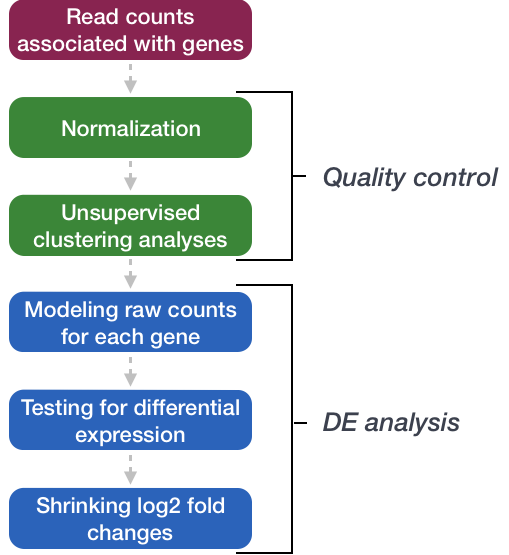 Read counts
associated with genes
Normalization
Quality control
Unsupervised
clustering analyses
Modeling raw counts
for each gene
Testing for differential
expression
DE analysis
Shrinking log2 fold
changes